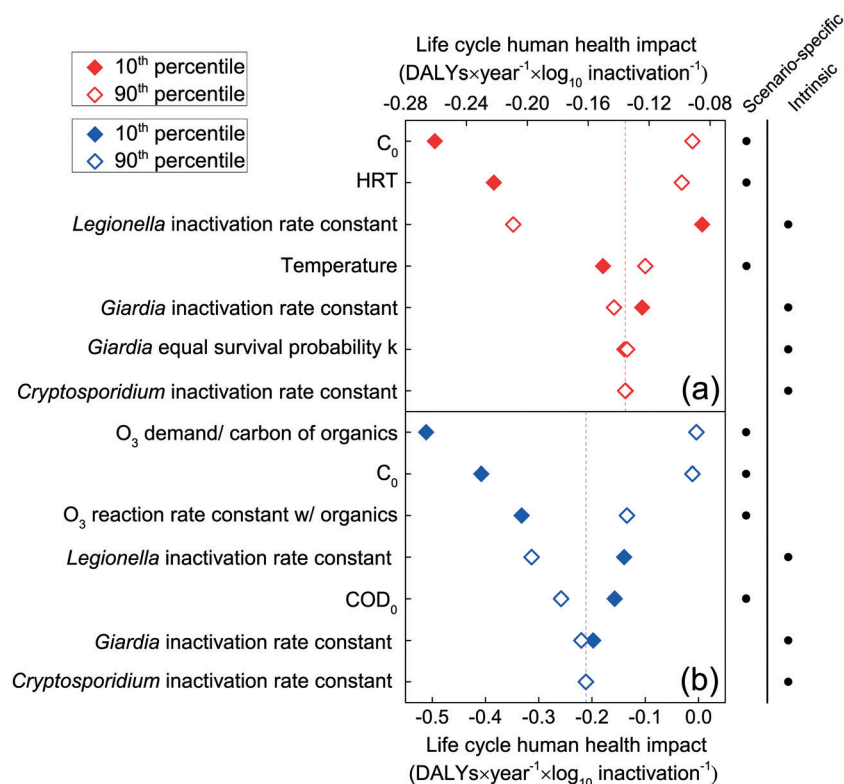 Life cycle human health impact
(DALYs×year⁻¹×log₁₀ inactivation⁻¹)
10th percentile
90th percentile
10th percentile
90th percentile
-0.28 -0.24 -0.20 -0.16 -0.12 -0.08
Scenario-specific
Intrinsic
C₀
HRT
Legionella inactivation rate constant
Temperature
Giardia inactivation rate constant
Giardia equal survival probability k
Cryptosporidium inactivation rate constant
(a)
O₃ demand/ carbon of organics
C₀
O₃ reaction rate constant w/ organics
Legionella inactivation rate constant
COD₀
Giardia inactivation rate constant
Cryptosporidium inactivation rate constant
(b)
-0.5 -0.4 -0.3 -0.2 -0.1 0.0
Life cycle human health impact
(DALYs×year⁻¹×log₁₀ inactivation⁻¹)